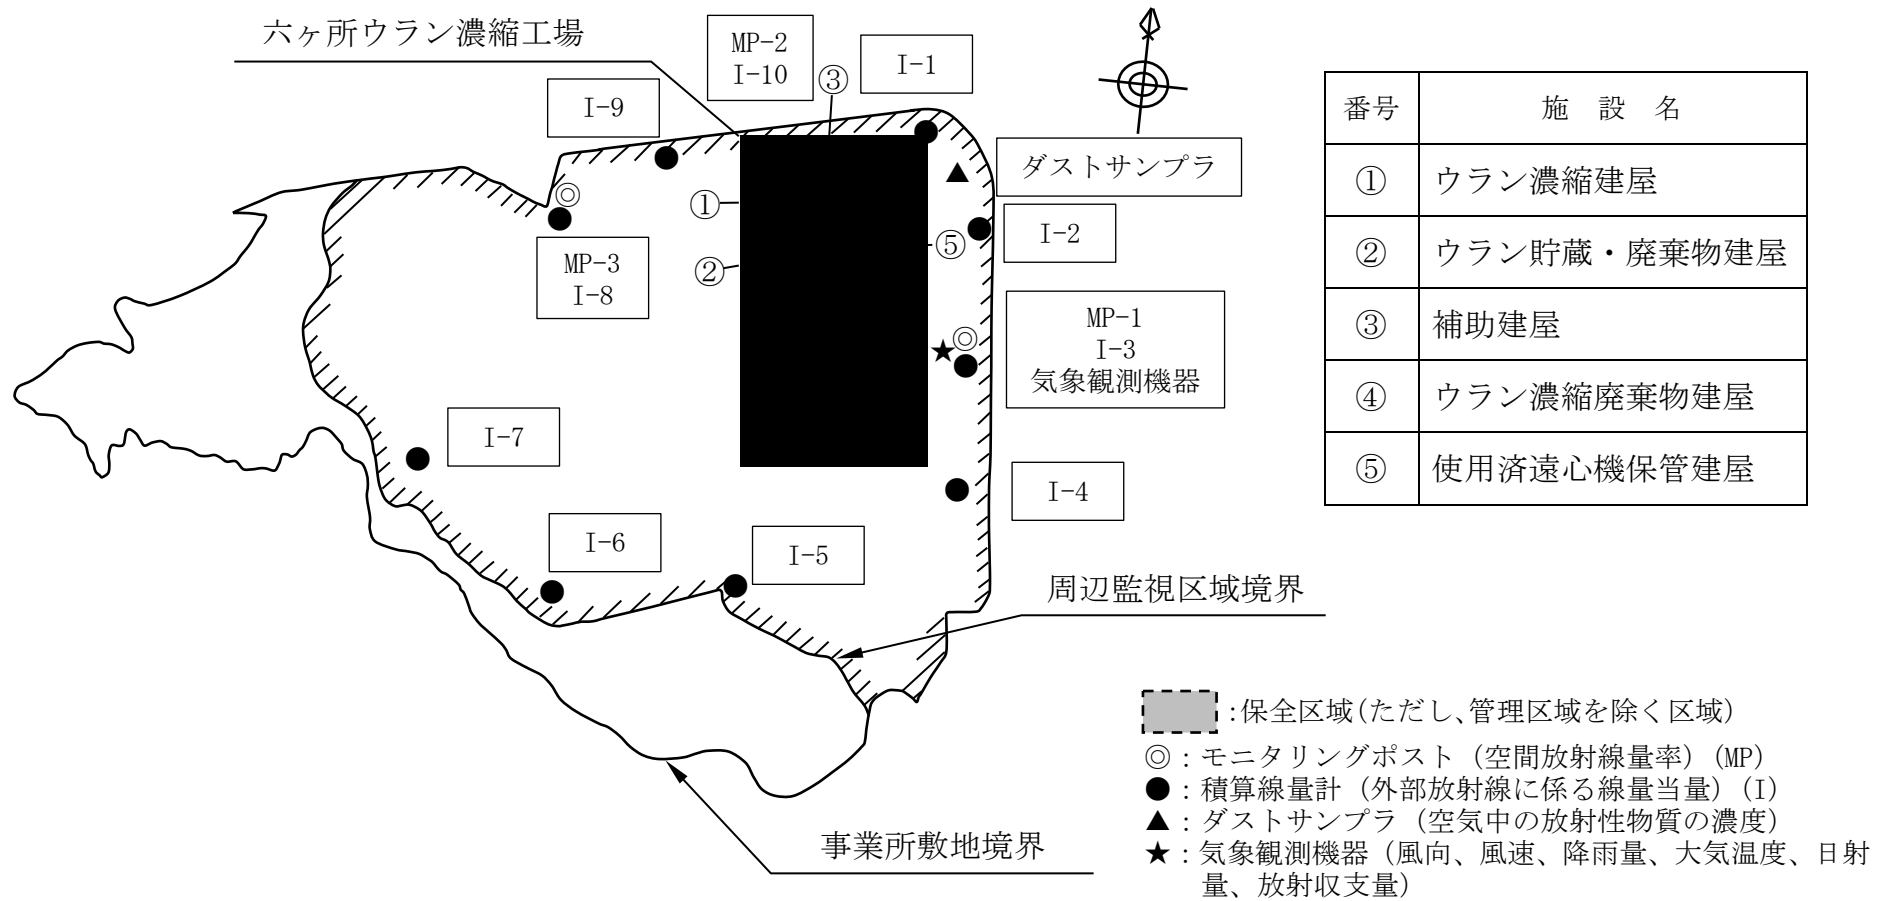 六ヶ所ウラン濃縮工場
MP-2
I-10
③
I-1
I-9
ダストサンプラ
①
⑤
I-2
②
MP-3
I-8
MP-1
I-3
気象観測機器
I-7
I-4
I-6
I-5
周辺監視区域境界
事業所敷地境界
番号 施 設 名
① ウラン濃縮建屋
② ウラン貯蔵・廃棄物建屋
③ 補助建屋
④ ウラン濃縮廃棄物建屋
⑤ 使用済遠心機保管建屋
:保全区域(ただし、管理区域を除く区域)
◎:モニタリングポスト(空間放射線量率)(MP)
●:積算線量計(外部放射線に係る線量当量)(I)
▲:ダストサンプラ(空気中の放射性物質の濃度)
★:気象観測機器(風向、風速、降雨量、大気温度、日射
量、放射収支量)